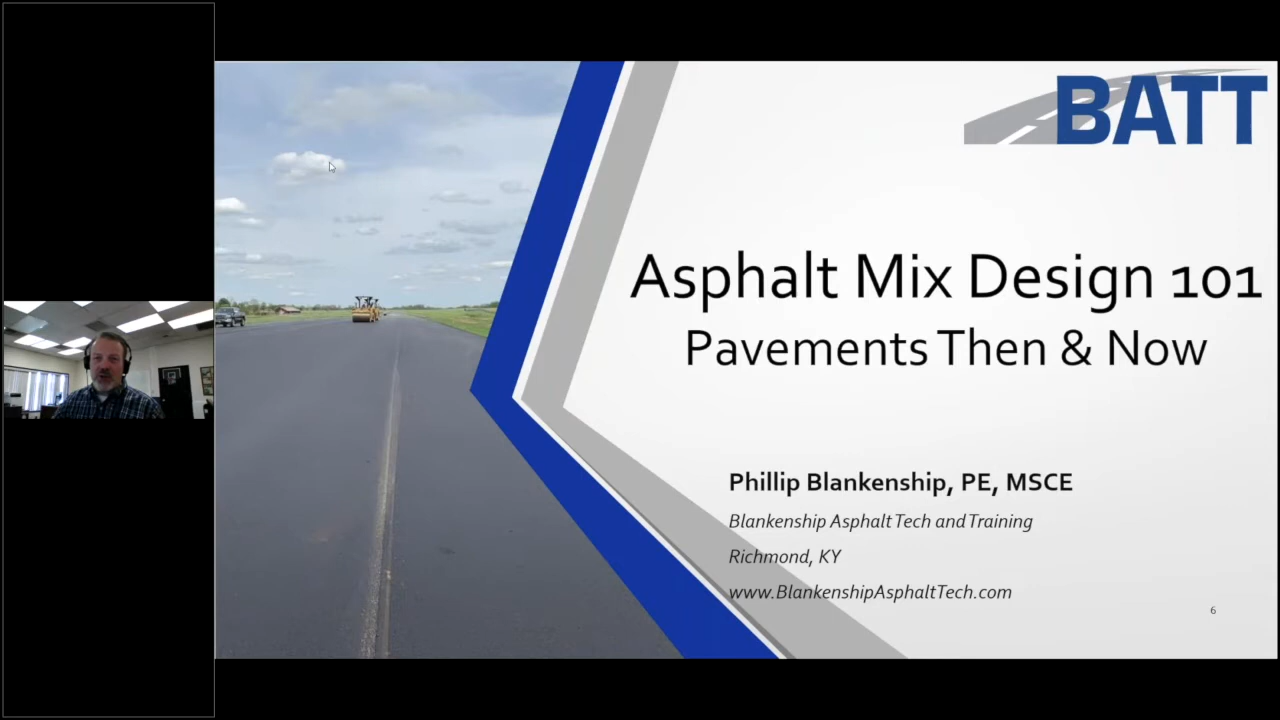 BATT
Asphalt Mix Design 101
Pavements Then & Now
Phillip Blankenship, PE, MSCE
Blankenship Asphalt Tech and Training
Richmond, KY
www.BlankenshipAsphaltTech.com
6